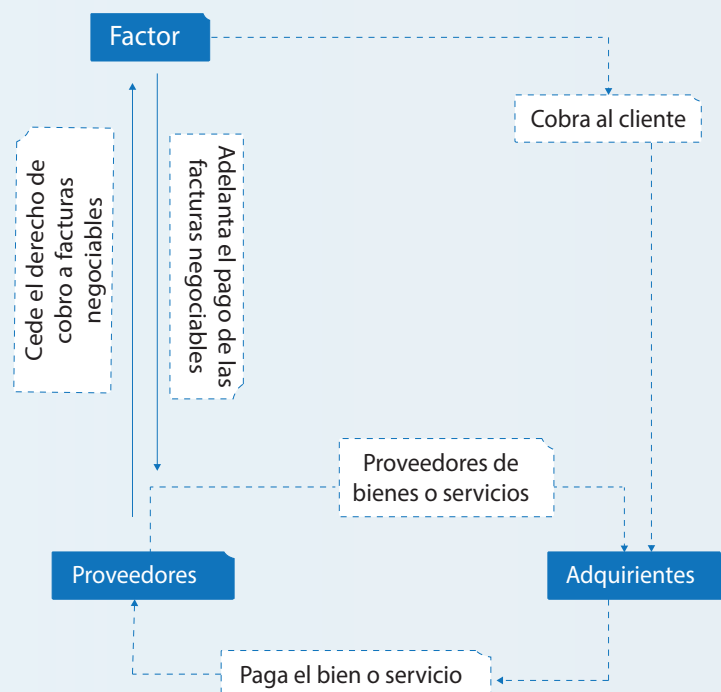 Factor
Cobra al cliente
Cede el derecho de
cobro a facturas
negociables
Adelanta el pago de las
facturas negociables
Proveedores de
bienes o servicios
Proveedores
Adquirientes
Paga el bien o servicio